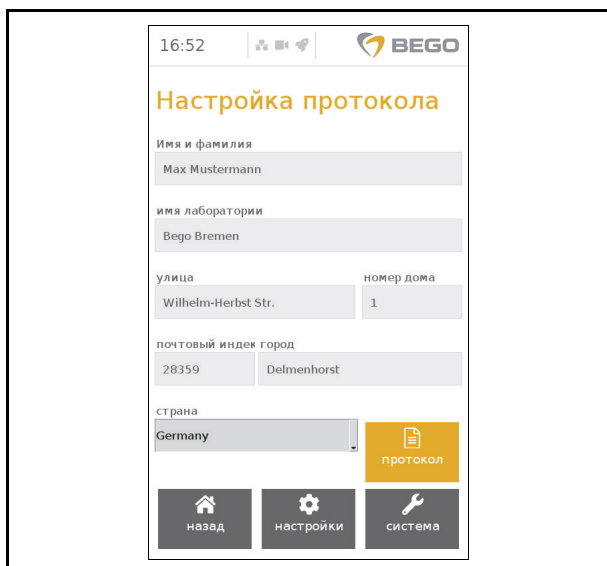 16:52 BEGO
Настройка протокола
Имя и фамилия
Max Mustermann
имя лаборатории
Bego Bremen
улица номер дома
Wilhelm-Herbst Str. 1
почтовый индек город
28359 Delmenhorst
страна
Germany
протокол
назад настройки система